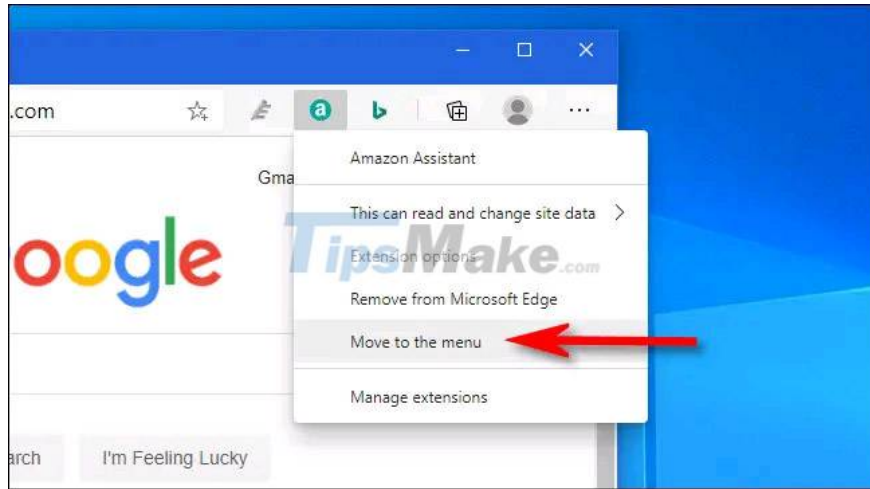 .com
a
Amazon Assistant
Gma
This can read and change site data
oogle
TipsMake.com
Extension options
Remove from Microsoft Edge
Move to the menu
Manage extensions
arch
I'm Feeling Lucky